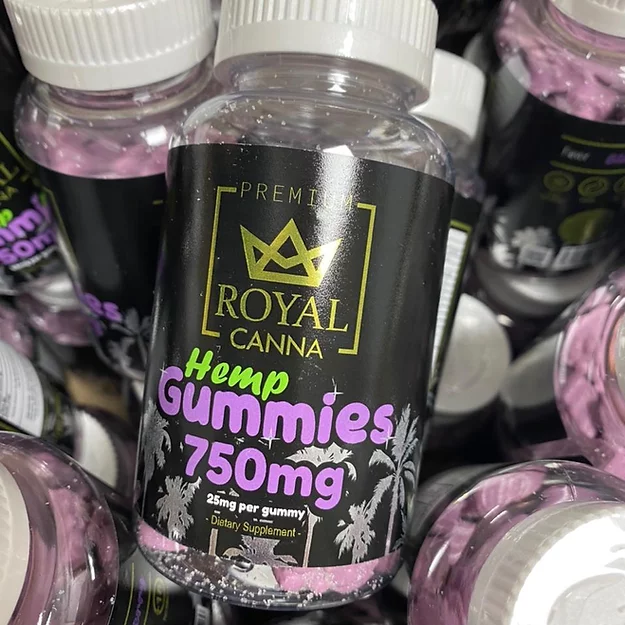 PREMIUM
ROYAL
CANNA
Hemp
Gummies
750mg
25mg per gummy
- Dietary Supplement -